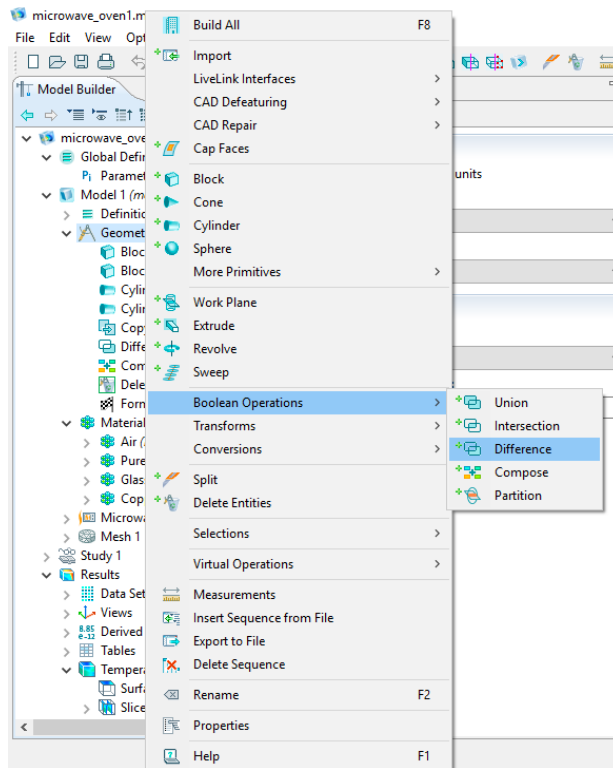 microwave_oven1.m
File Edit View Opt
Model Builder
microwave_ove
Global Defir
Pi Paramet
Model 1 (m
Definitio
Geomet
Bloc
Bloc
Cylin
Cylin
Copy
Diffe
Com
Dele
Form
Material
Air (
Pure
Glas
Cop
Microwa
Mesh 1
Study 1
Results
Data Set
Views
8.85
e-12 Derived
Tables
Tempera
Surfa
Slice
Build All F8
Import
LiveLink Interfaces
CAD Defeaturing
CAD Repair
Cap Faces
Block
Cone
Cylinder
Sphere
More Primitives
Work Plane
Extrude
Revolve
Sweep
Boolean Operations
Transforms
Conversions
Split
Delete Entities
Selections
Virtual Operations
Measurements
Insert Sequence from File
Export to File
Delete Sequence
Rename F2
Properties
Help F1
units
Union
Intersection
Difference
Compose
Partition